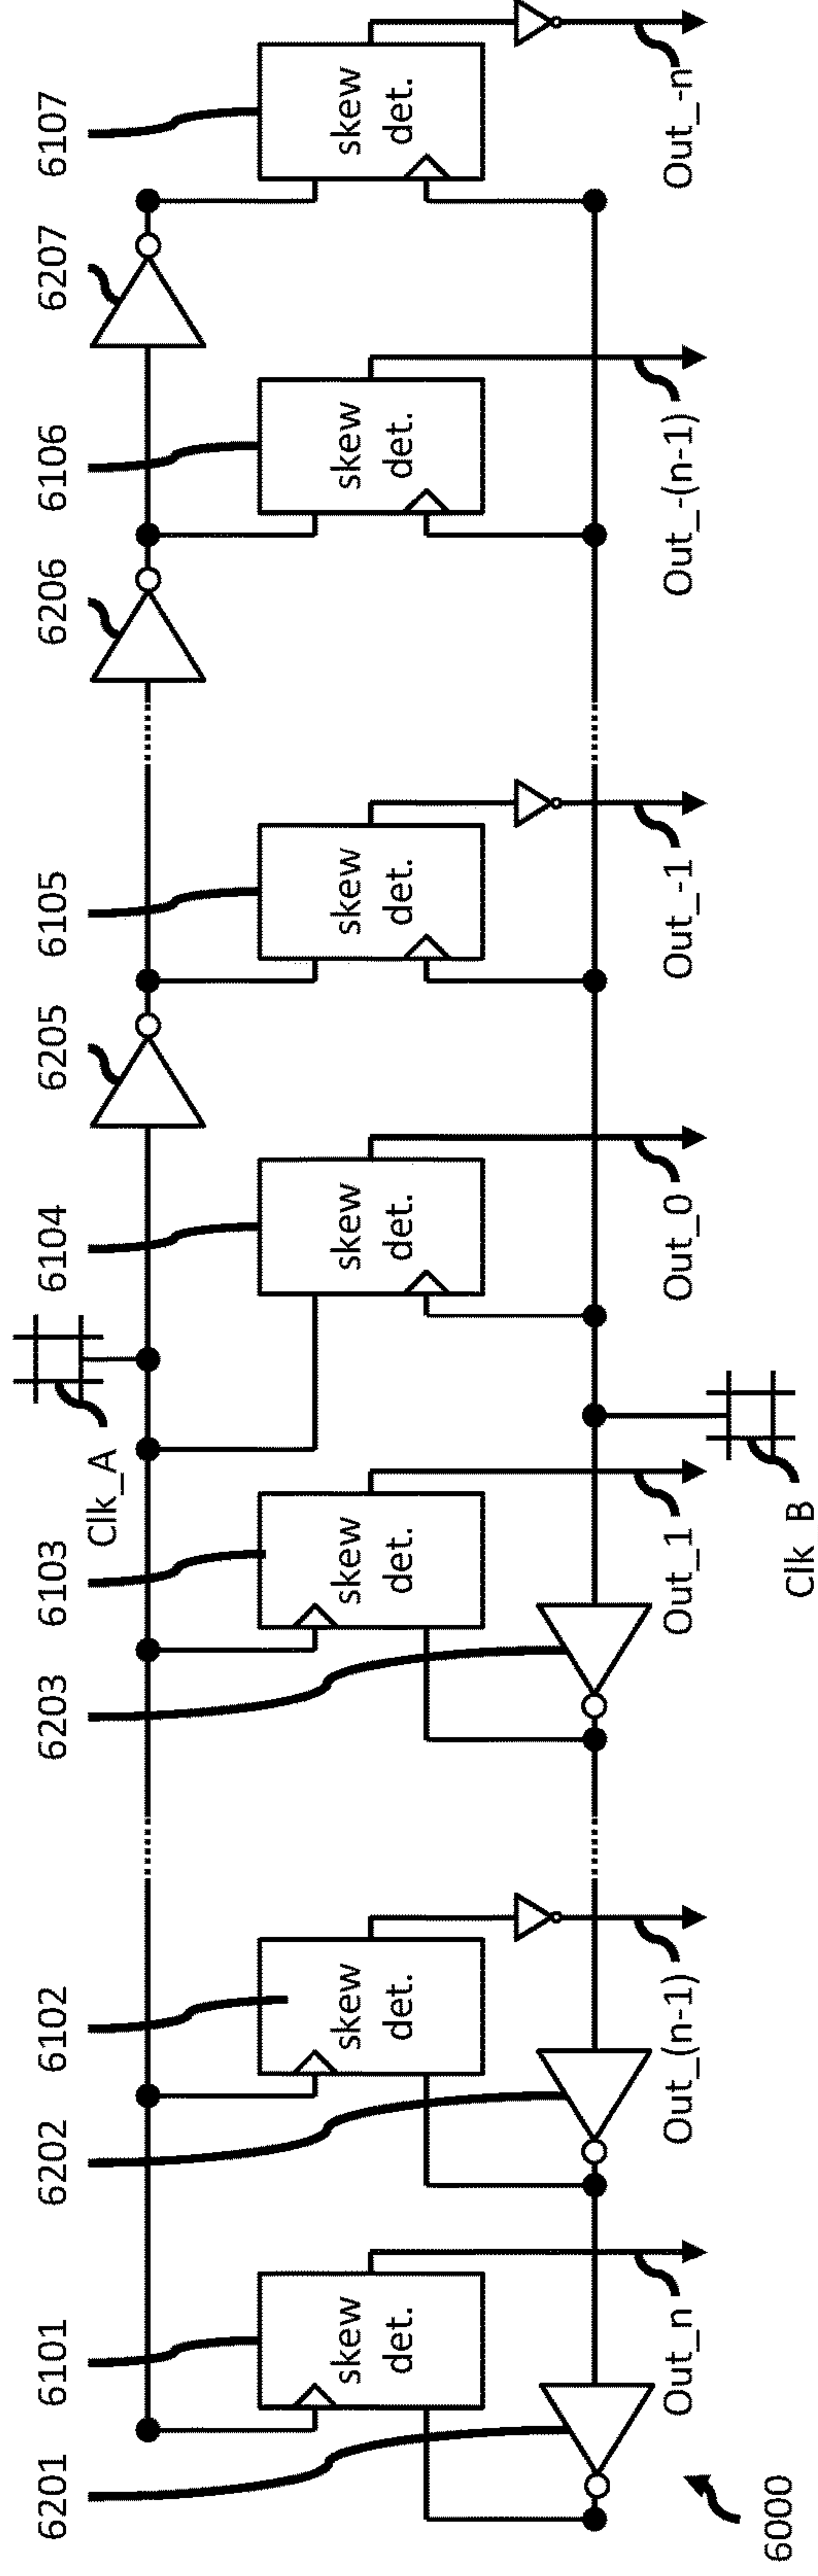 6201
6101
6202
6102
6203
6103
Clk_A
6104
6205
6105
6206
6106
6207
6107
skew
det.
skew
det.
skew
det.
skew
det.
skew
det.
skew
det.
skew
det.
Out_n
Out_(n-1)
Out_1
Out_0
Out_-1
Out_-(n-1)
Out_-n
6000
Clk_B